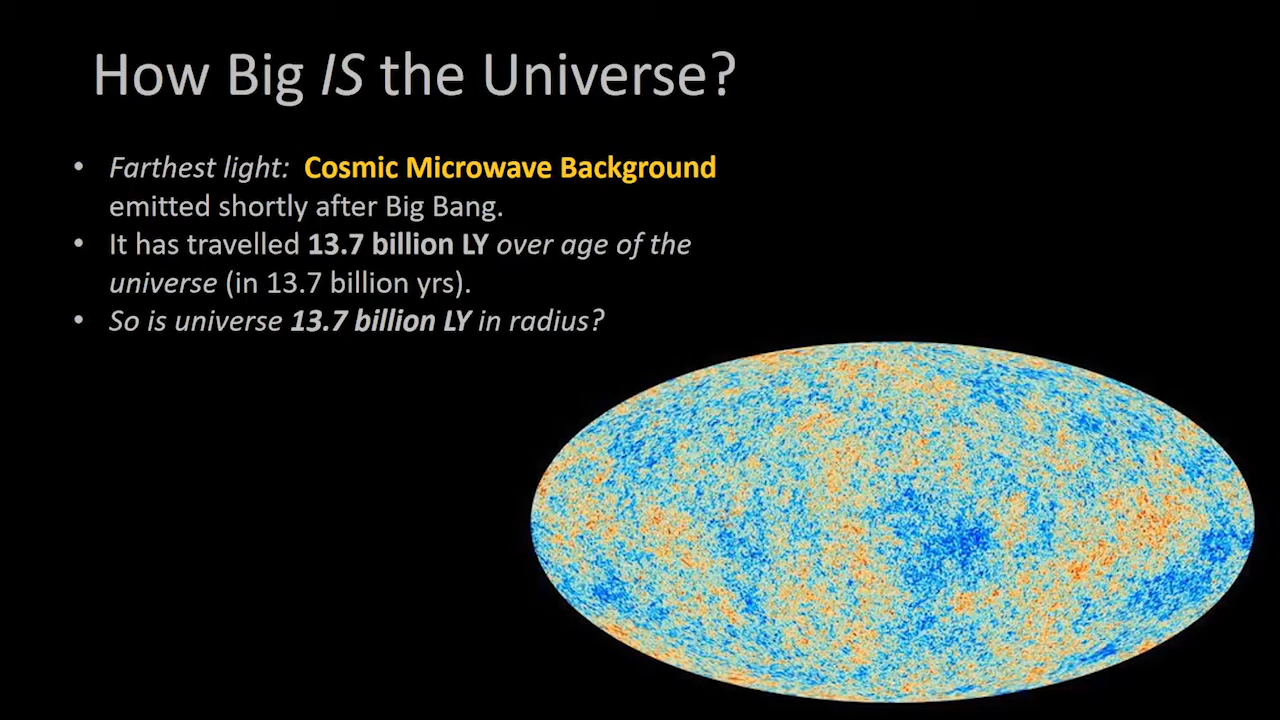 How Big IS the Universe?
• Farthest light: Cosmic Microwave Background
emitted shortly after Big Bang.
• It has travelled 13.7 billion LY over age of the
universe (in 13.7 billion yrs).
• So is universe 13.7 billion LY in radius?